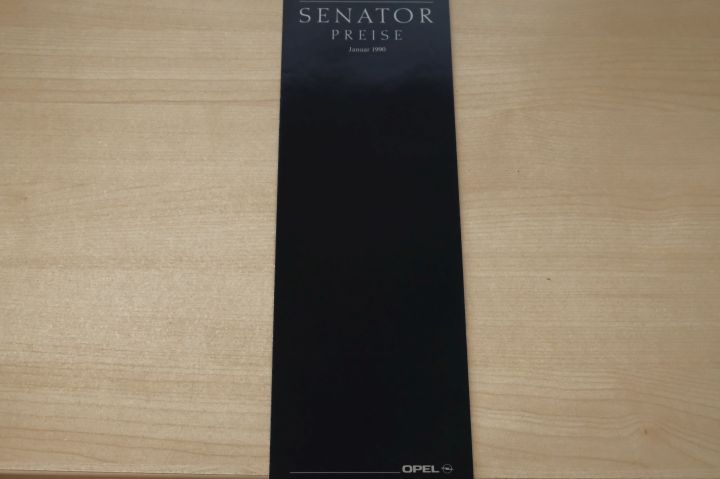 SENATOR
PREISE
Januar 1990
OPEL